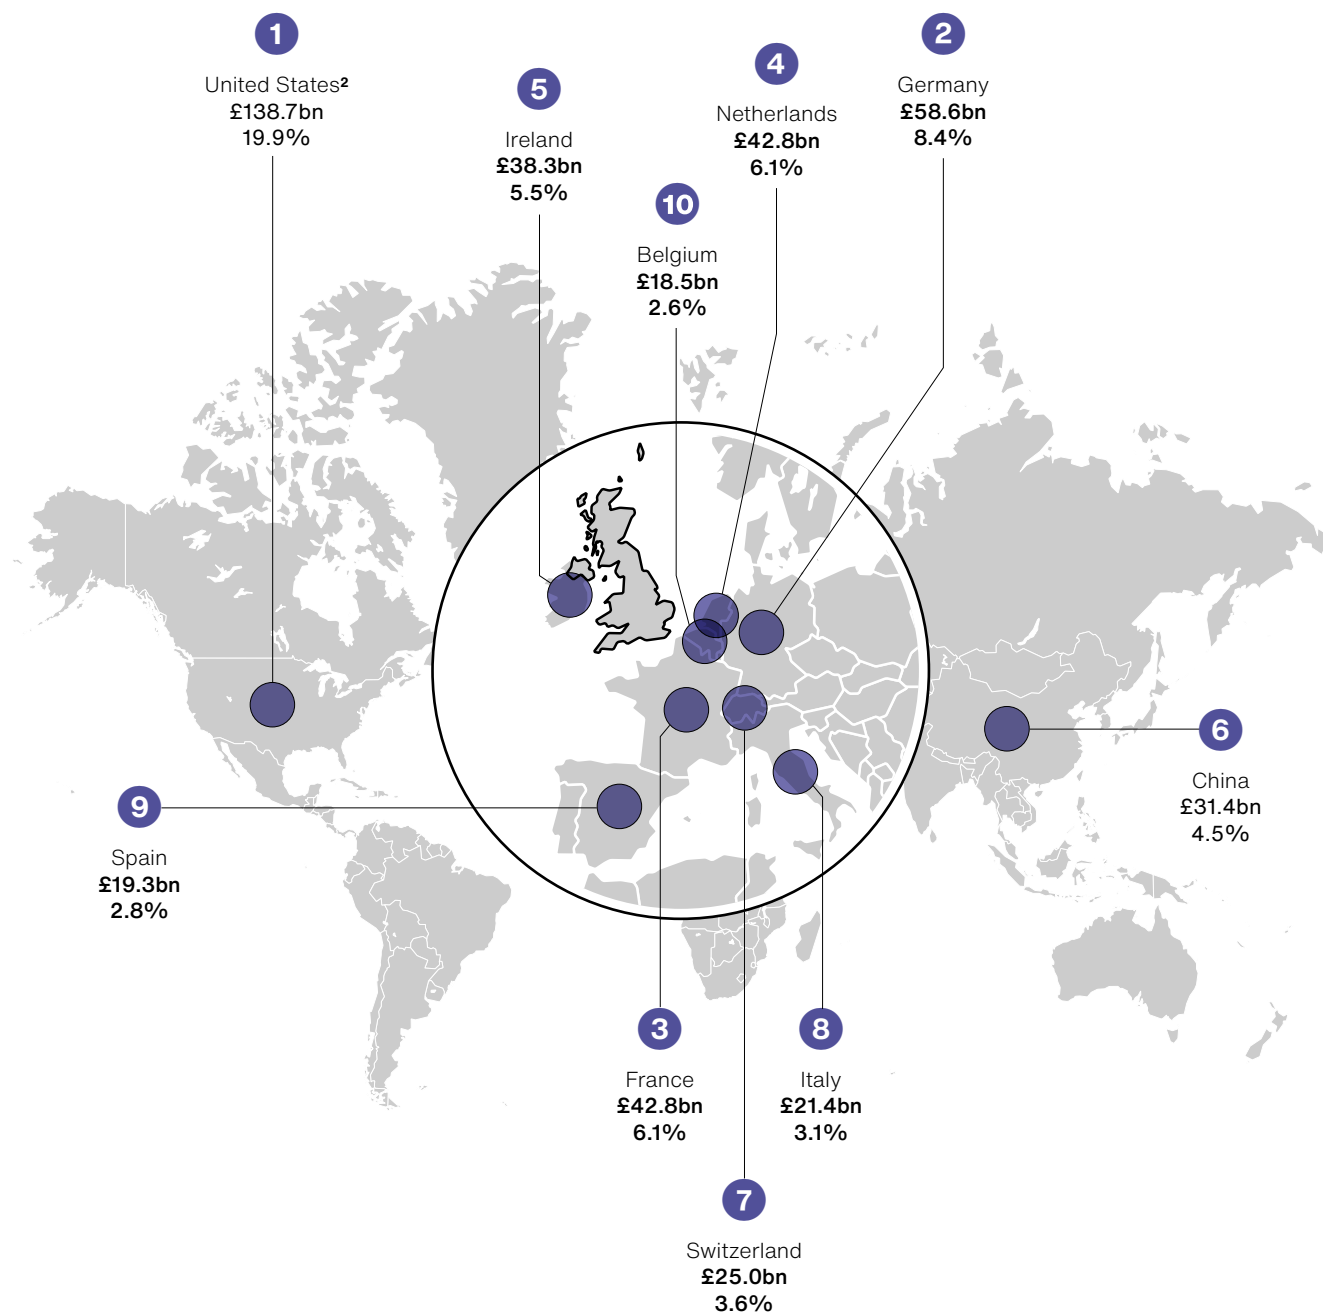 1
United States²
£138.7bn
19.9%
5
Ireland
£38.3bn
5.5%
4
Netherlands
£42.8bn
6.1%
2
Germany
£58.6bn
8.4%
10
Belgium
£18.5bn
2.6%
9
Spain
£19.3bn
2.8%
6
China
£31.4bn
4.5%
3
France
£42.8bn
6.1%
8
Italy
£21.4bn
3.1%
7
Switzerland
£25.0bn
3.6%